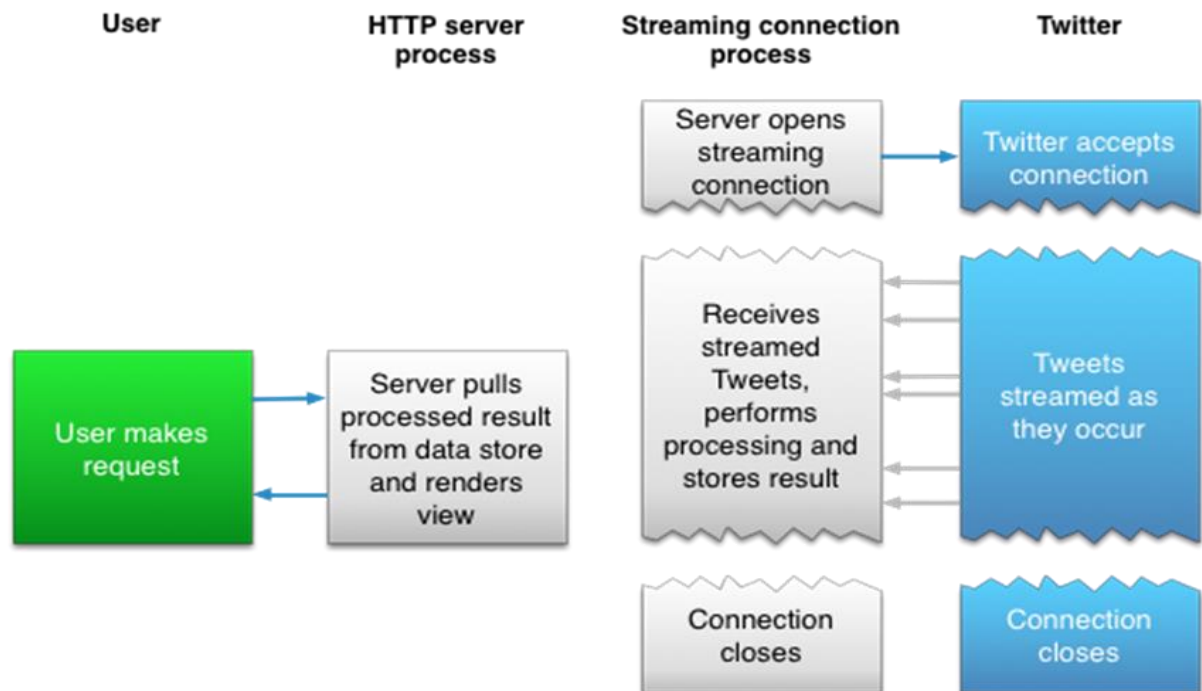 User
HTTP server
process
Streaming connection
process
Twitter
Server opens
streaming
connection
Twitter accepts
connection
User makes
request
Server pulls
processed result
from data store
and renders
view
Receives
streamed
Tweets,
performs
processing and
stores result
Tweets
streamed as
they occur
Connection
closes
Connection
closes